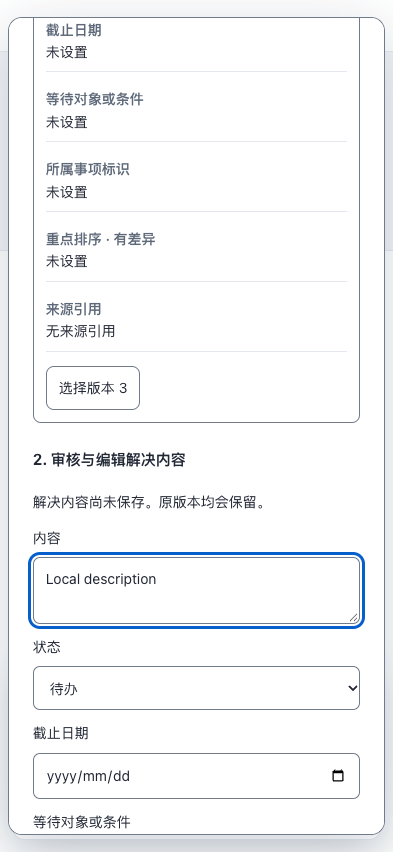 截止日期
未设置
等待对象或条件
未设置
所属事项标识
未设置
重点排序 · 有差异
未设置
来源引用
无来源引用
选择版本 3
2. 审核与编辑解决内容
解决内容尚未保存。原版本均会保留。
内容
Local description
状态
待办
截止日期
yyyy/mm/dd
等待对象或条件